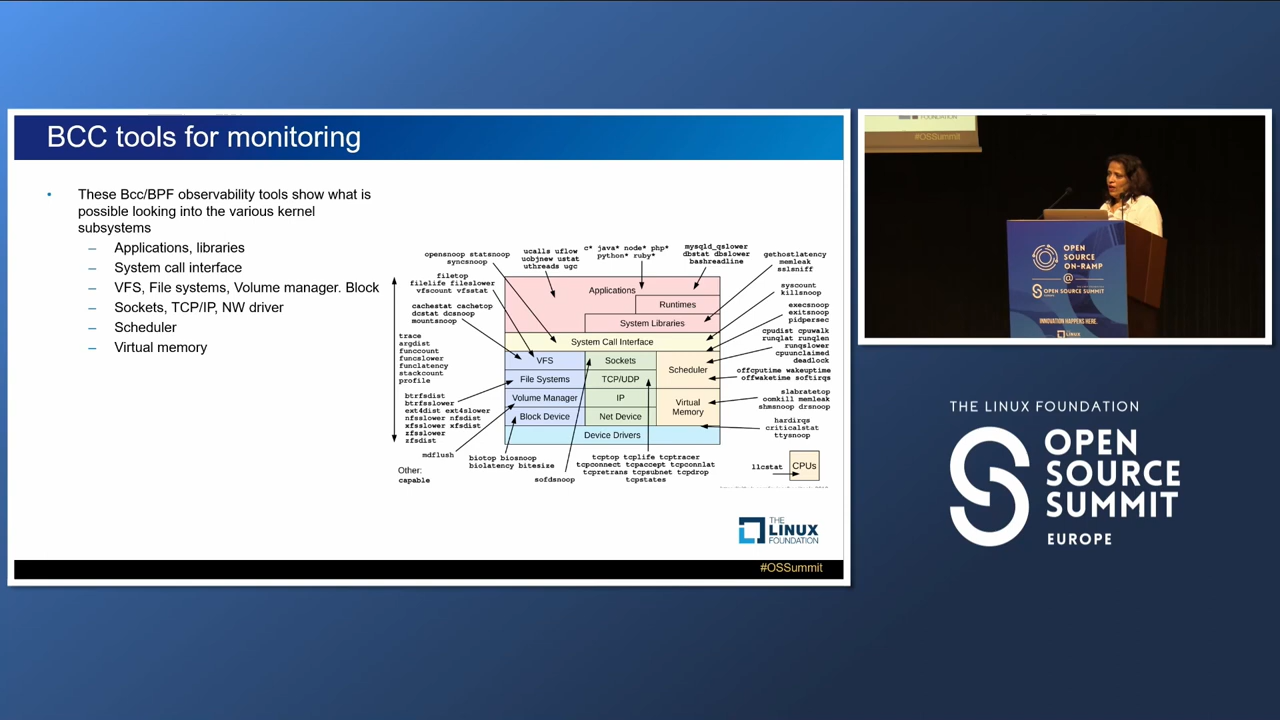 BCC tools for monitoring
• These Bcc/BPF observability tools show what is
possible looking into the various kernel
subsystems
– Applications, libraries
– System call interface
– VFS, File systems, Volume manager. Block
– Sockets, TCP/IP, NW driver
– Scheduler
– Virtual memory
opensnoop statsnoop
syncsnoop
filetop
filelife fileslower
vfscount vfsstat
cachestat cachetop
dcstat dcsnoop
mountsnoop
trace
argdist
funccount
funcslower
funclatency
stackcount
profile
btrfsdist
btrfsslower
ext4dist ext4slower
nfsslower nfsdist
xfsslower xfsdist
zfsslower
zfsdist
mdflush
Other:
capable
ucalls uflow
uobjnew ustat
uthreads ugc
c* java* node* php*
python* ruby*
mysqld_qslower
dbstat dbslower
bashreadline
gethostlatency
memleak
sslsniff
syscount
killsnoop
execsnoop
exitsnoop
pidpersec
cpudist cpuwalk
runqlat runqlen
runqslower
cpuunclaimed
deadlock
offcputime wakeuptime
offwaketime softirqs
slabratetop
oomkill memleak
shmsnoop drsnoop
hardirqs
criticalstat
ttysnoop
llcstat
CPUs
Applications
Runtimes
System Libraries
System Call Interface
VFS
Sockets
Scheduler
File Systems
TCP/UDP
Volume Manager
IP
Virtual
Memory
Block Device
Net Device
Device Drivers
biotop biosnoop
biolatency bitesize
sofdsnoop
tcptop tcplife tcptracer
tcpconnect tcpaccept tcpconnlat
tcpretrans tcpsubnet tcpdrop
tcpstates
THE
LINUX
FOUNDATION
#OSSummit
FOUNDATION
#OSSummit
OPEN
SOURCE
ON-RAMP
@
OPEN SOURCE SUMMIT
INNOVATION HAPPENS HERE.
LINUX
THE LINUX FOUNDATION
OPEN
SOURCE
SUMMIT
EUROPE